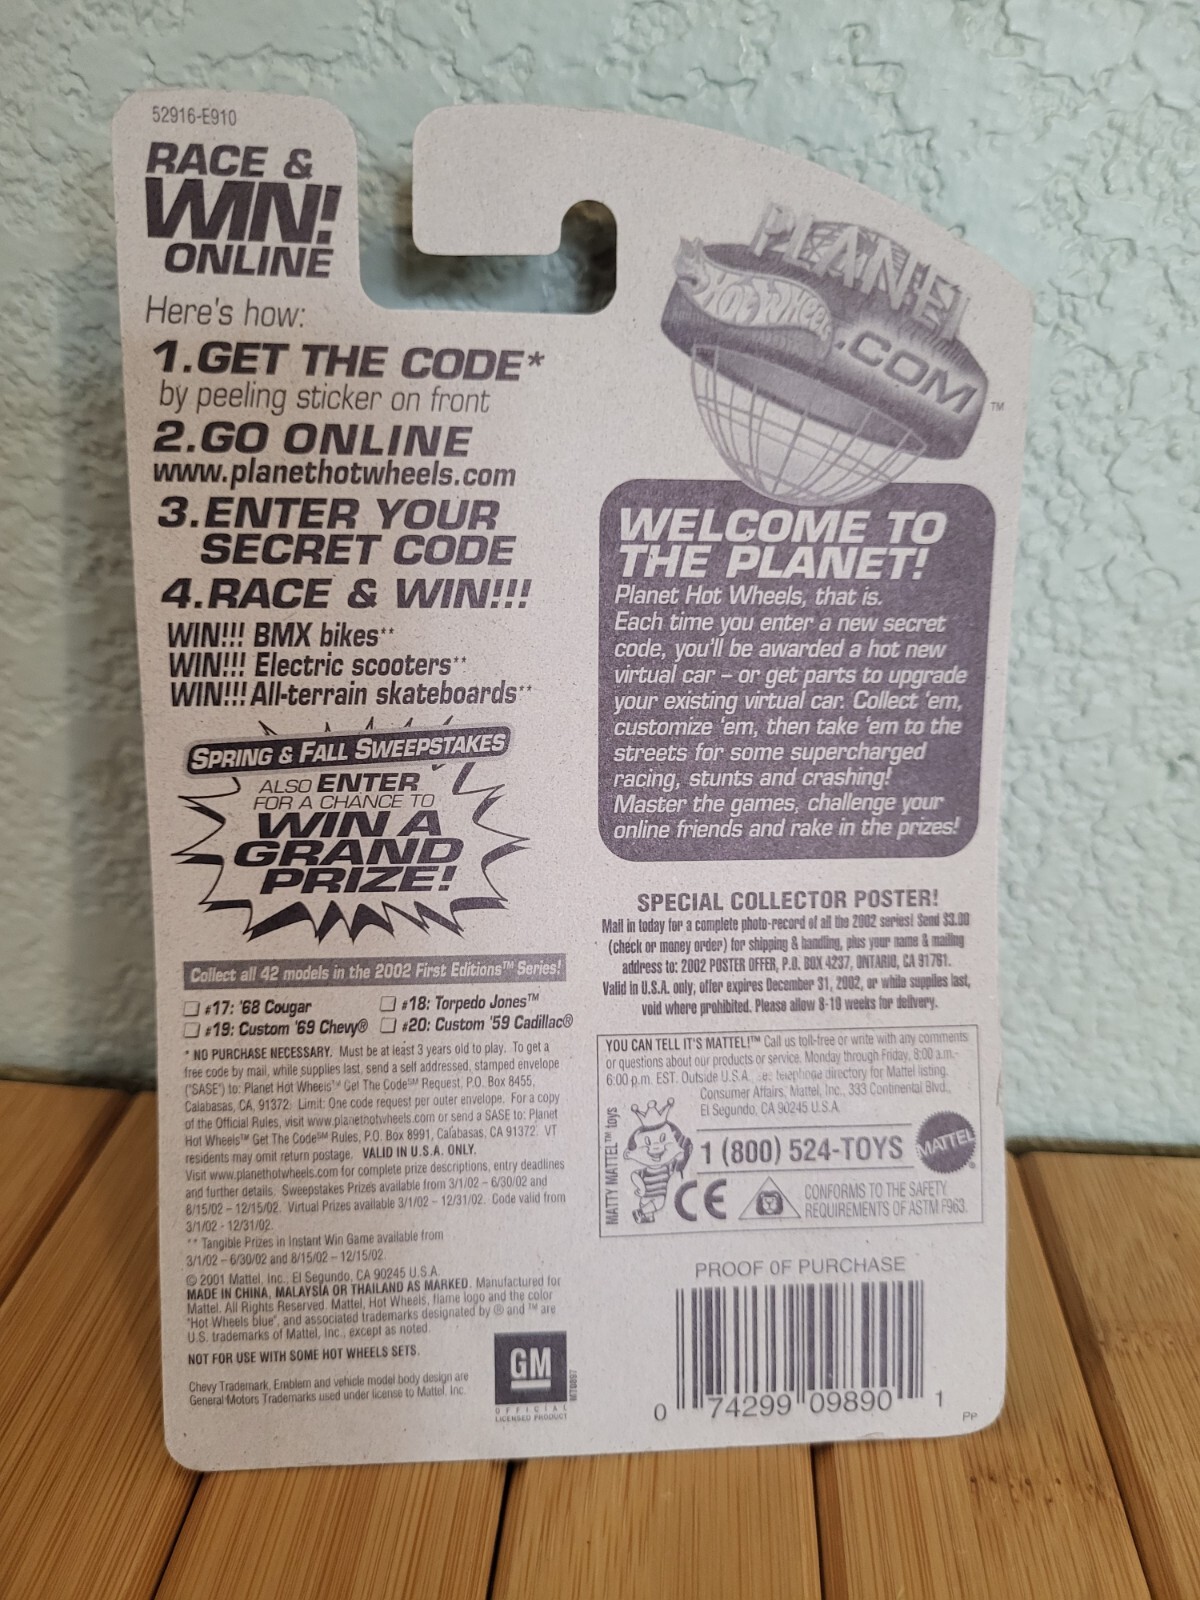 52916-E910
RACE &
WIN!
ONLINE
Here's how:
1.GET THE CODE*
by peeling sticker on front
2.GO ONLINE
www.planethotwheels.com
3.ENTER YOUR
SECRET CODE
4.RACE & WIN!!!
WIN!!! BMX bikes**
WIN!!! Electric scooters**
WIN!!! All-terrain skateboards**
SPRING & FALL SWEEPSTAKES
ALSO ENTER
FOR A CHANCE TO
WIN A
GRAND
PRIZE!
Collect all 42 models in the 2002 First Editions™ Series!
#17: '68 Cougar
#18: Torpedo Jones™
#19: Custom '69 Chevy®
#20: Custom '59 Cadillac®
* NO PURCHASE NECESSARY. Must be at least 3 years old to play. To get a
free code by mail, while supplies last, send a self addressed, stamped envelope
("SASE") to: Planet Hot Wheels™ Get The Code℠ Request, P.O. Box 8455,
Calabasas, CA, 91372. Limit: One code request per outer envelope. For a copy
of the Official Rules, visit www.planethotwheels.com or send a SASE to: Planet
Hot Wheels™ Get The Code℠ Rules, P.O. Box 8991, Calabasas, CA 91372. VT
residents may omit return postage. VALID IN U.S.A. ONLY.
Visit www.planethotwheels.com for complete prize descriptions, entry deadlines
and further details. Sweepstakes Prizes available from 3/1/02 – 6/30/02 and
8/15/02 – 12/15/02. Virtual Prizes available 3/1/02 - 12/31/02. Code valid from
3/1/02 - 12/31/02.
** Tangible Prizes in Instant Win Game available from
3/1/02 – 6/30/02 and 8/15/02 – 12/15/02.
© 2001 Mattel, Inc., El Segundo, CA 90245 U.S.A.
MADE IN CHINA, MALAYSIA OR THAILAND AS MARKED. Manufactured for
Mattel. All Rights Reserved. Mattel, Hot Wheels, flame logo and the color
"Hot Wheels blue", and associated trademarks designated by ® and ™ are
U.S. trademarks of Mattel, Inc., except as noted.
NOT FOR USE WITH SOME HOT WHEELS SETS.
Chevy Trademark, Emblem and vehicle model body design are
General Motors Trademarks used under license to Mattel, Inc.
GM
OFFICIAL
LICENSED PRODUCT
PLANET
HOT WHEELS
.COM
™
WELCOME TO
THE PLANET!
Planet Hot Wheels, that is.
Each time you enter a new secret
code, you'll be awarded a hot new
virtual car – or get parts to upgrade
your existing virtual car. Collect 'em,
customize 'em, then take 'em to the
streets for some supercharged
racing, stunts and crashing!
Master the games, challenge your
online friends and rake in the prizes!
SPECIAL COLLECTOR POSTER!
Mail in today for a complete photo-record of all the 2002 series! Send $3.00
(check or money order) for shipping & handling, plus your name & mailing
address to: 2002 POSTER OFFER, P.O. BOX 4237, ONTARIO, CA 91761.
Valid in U.S.A. only, offer expires December 31, 2002, or while supplies last,
void where prohibited. Please allow 8-10 weeks for delivery.
YOU CAN TELL IT'S MATTEL!™ Call us toll-free or write with any comments
or questions about our products or service. Monday through Friday, 8:00 a.m.-
6:00 p.m. EST. Outside U.S.A., see telephone directory for Mattel listing.
Consumer Affairs, Mattel, Inc., 333 Continental Blvd.,
El Segundo, CA 90245 U.S.A.
MATTY MATTEL™ toys
1 (800) 524-TOYS
MATTEL®
CE
CONFORMS TO THE SAFETY
REQUIREMENTS OF ASTM F963.
PROOF OF PURCHASE
0 74299 09890 1
PP